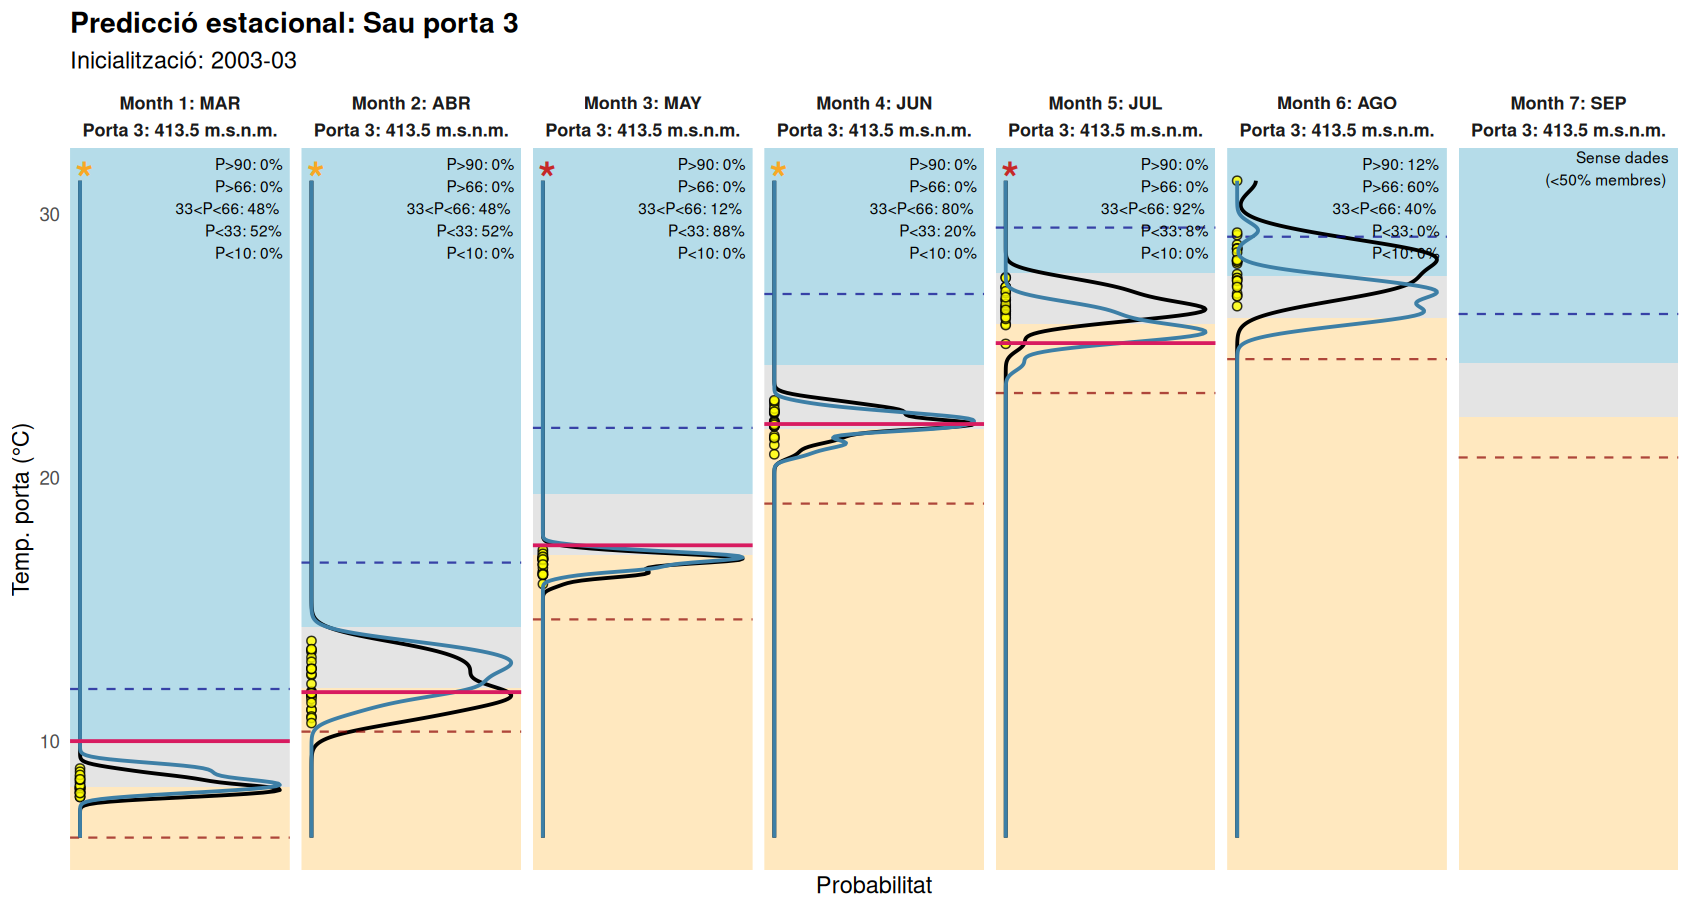 Predicció estacional: Sau porta 3
Inicialització: 2003-03
Month 1: MAR
Porta 3: 413.5 m.s.n.m.
Month 2: ABR
Porta 3: 413.5 m.s.n.m.
Month 3: MAY
Porta 3: 413.5 m.s.n.m.
Month 4: JUN
Porta 3: 413.5 m.s.n.m.
Month 5: JUL
Porta 3: 413.5 m.s.n.m.
Month 6: AGO
Porta 3: 413.5 m.s.n.m.
Month 7: SEP
Porta 3: 413.5 m.s.n.m.
*
P>90: 0%
P>66: 0%
33<P<66: 48%
P<33: 52%
P<10: 0%
*
P>90: 0%
P>66: 0%
33<P<66: 48%
P<33: 52%
P<10: 0%
*
P>90: 0%
P>66: 0%
33<P<66: 12%
P<33: 88%
P<10: 0%
*
P>90: 0%
P>66: 0%
33<P<66: 80%
P<33: 20%
P<10: 0%
*
P>90: 0%
P>66: 0%
33<P<66: 92%
P<33: 8%
P<10: 0%
P>90: 12%
P>66: 60%
33<P<66: 40%
P<33: 0%
P<10: 0%
Sense dades
(<50% membres)
30
20
10
Temp. porta (°C)
Probabilitat